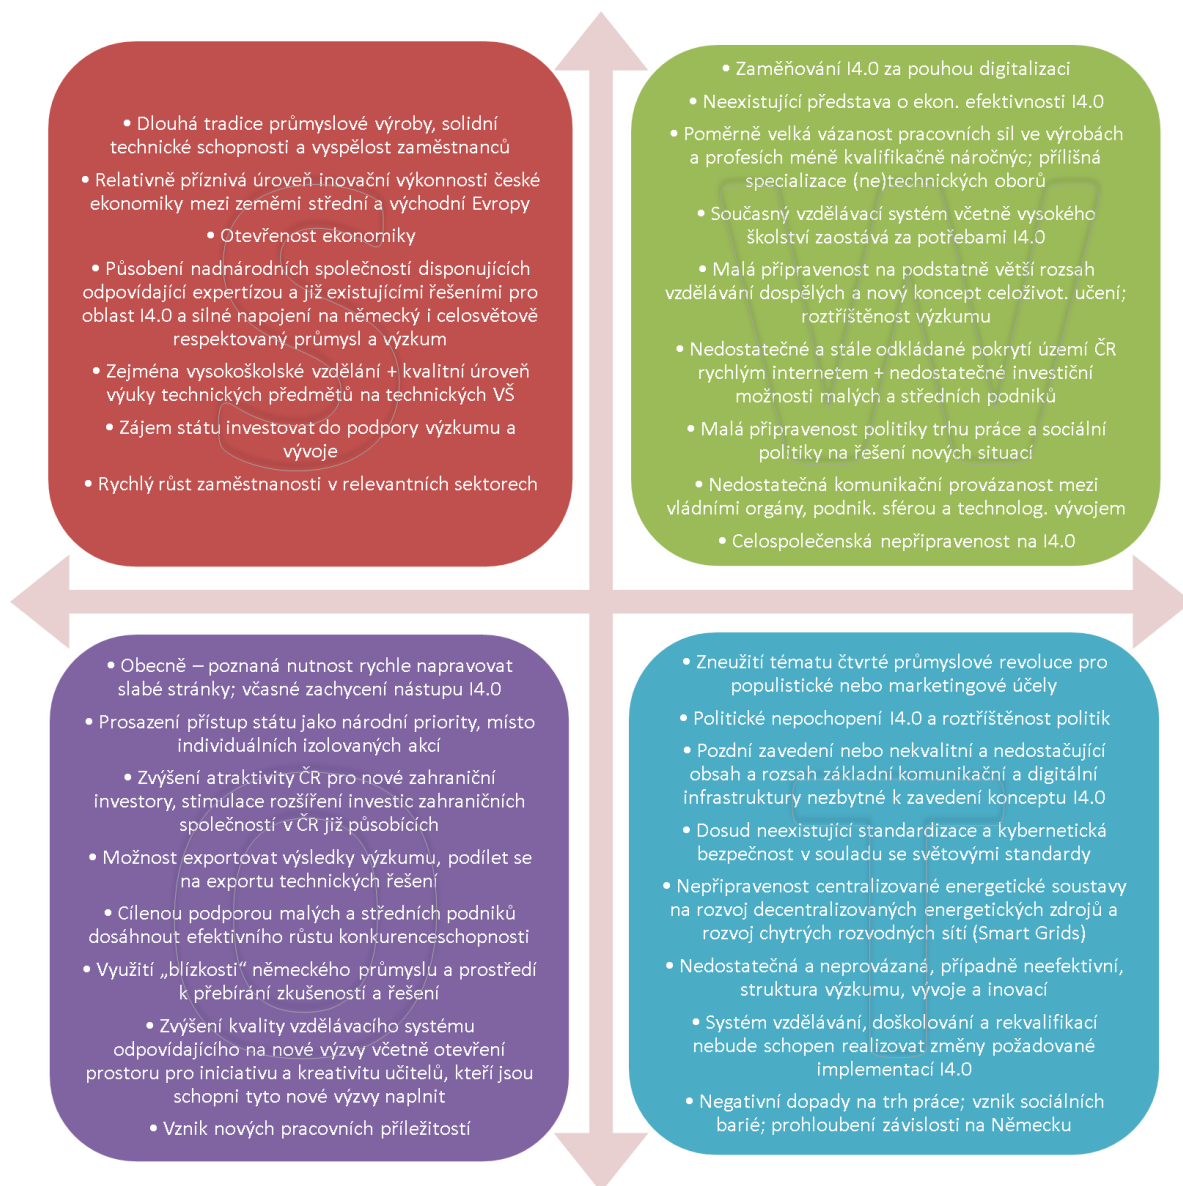 • Dlouhá tradice průmyslové výroby, solidní
technické schopnosti a vyspělost zaměstnanců
• Relativně příznivá úroveň inovační výkonnosti české
ekonomiky mezi zeměmi střední a východní Evropy
• Otevřenost ekonomiky
• Působení nadnárodních společností disponujících
odpovídající expertízou a již existujícími řešeními pro
oblast I4.0 a silné napojení na německý i celosvětově
respektovaný průmysl a výzkum
• Zejména vysokoškolské vzdělání + kvalitní úroveň
výuky technických předmětů na technických VŠ
• Zájem státu investovat do podpory výzkumu a
vývoje
• Rychlý růst zaměstnanosti v relevantních sektorech
S
• Zaměňování I4.0 za pouhou digitalizaci
• Neexistující představa o ekon. efektivnosti I4.0
• Poměrně velká vázanost pracovních sil ve výrobách
a profesích méně kvalifikačně náročnýc; přílišná
specializace (ne)technických oborů
• Současný vzdělávací systém včetně vysokého
školství zaostává za potřebami I4.0
• Malá připravenost na podstatně větší rozsah
vzdělávání dospělých a nový koncept celoživot. učení;
roztříštěnost výzkumu
• Nedostatečné a stále odkládané pokrytí území ČR
rychlým internetem + nedostatečné investiční
možnosti malých a středních podniků
• Malá připravenost politiky trhu práce a sociální
politiky na řešení nových situací
• Nedostatečná komunikační provázanost mezi
vládními orgány, podnik. sférou a technolog. vývojem
• Celospolečenská nepřipravenost na I4.0
W
• Obecně – poznaná nutnost rychle napravovat
slabé stránky; včasné zachycení nástupu I4.0
• Prosazení přístup státu jako národní priority, místo
individuálních izolovaných akcí
• Zvýšení atraktivity ČR pro nové zahraniční
investory, stimulace rozšíření investic zahraničních
společností v ČR již působících
• Možnost exportovat výsledky výzkumu, podílet se
na exportu technických řešení
• Cílenou podporou malých a středních podniků
dosáhnout efektivního růstu konkurenceschopnosti
• Využití „blízkosti“ německého průmyslu a prostředí
k přebírání zkušeností a řešení
• Zvýšení kvality vzdělávacího systému
odpovídajícího na nové výzvy včetně otevření
prostoru pro iniciativu a kreativitu učitelů, kteří jsou
schopni tyto nové výzvy naplnit
• Vznik nových pracovních příležitostí
O
• Zneužití tématu čtvrté průmyslové revoluce pro
populistické nebo marketingové účely
• Politické nepochopení I4.0 a roztříštěnost politik
• Pozdní zavedení nebo nekvalitní a nedostačující
obsah a rozsah základní komunikační a digitální
infrastruktury nezbytné k zavedení konceptu I4.0
• Dosud neexistující standardizace a kybernetická
bezpečnost v souladu se světovými standardy
• Nepřipravenost centralizované energetické soustavy
na rozvoj decentralizovaných energetických zdrojů a
rozvoj chytrých rozvodných sítí (Smart Grids)
• Nedostatečná a neprovázaná, případně neefektivní,
struktura výzkumu, vývoje a inovací
• Systém vzdělávání, doškolování a rekvalifikací
nebude schopen realizovat změny požadované
implementací I4.0
• Negativní dopady na trh práce; vznik sociálních
barié; prohloubení závislosti na Německu
T